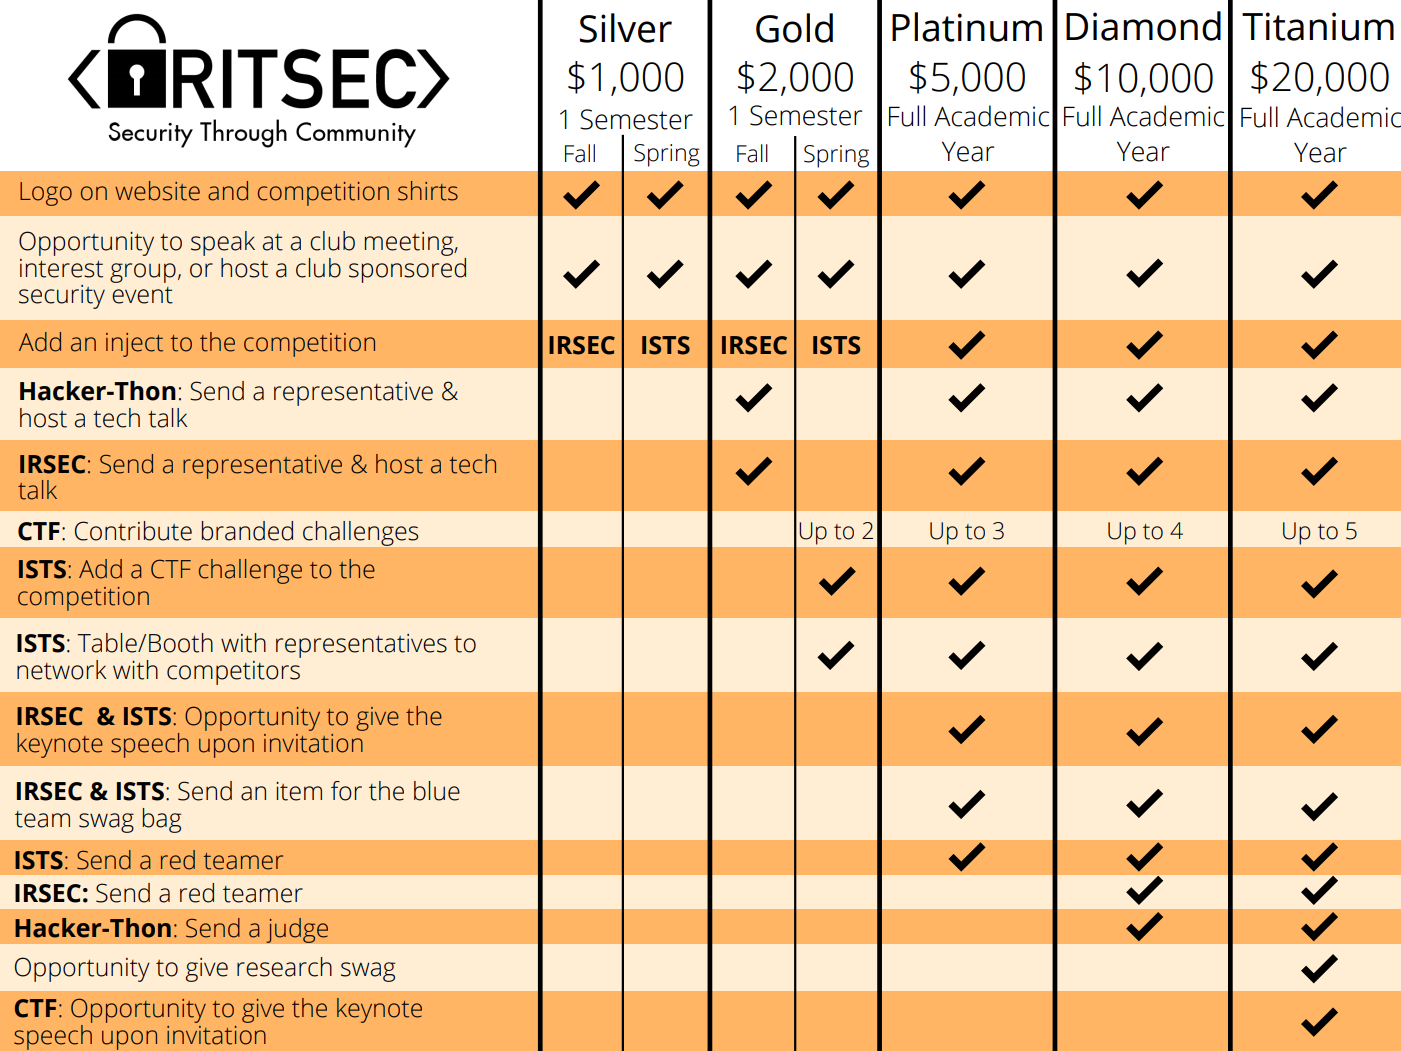 RITSEC
Security Through Community
Silver
$1,000
1 Semester
Fall
Spring
Gold
$2,000
1 Semester
Fall
Spring
Platinum
$5,000
Full Academic
Year
Diamond
$10,000
Full Academic
Year
Titanium
$20,000
Full Academic
Year
Logo on website and competition shirts
Opportunity to speak at a club meeting,
interest group, or host a club sponsored
security event
Add an inject to the competition
IRSEC
ISTS
IRSEC
ISTS
Hacker-Thon: Send a representative &
host a tech talk
IRSEC: Send a representative & host a tech
talk
CTF: Contribute branded challenges
Up to 2
Up to 3
Up to 4
Up to 5
ISTS: Add a CTF challenge to the
competition
ISTS: Table/Booth with representatives to
network with competitors
IRSEC & ISTS: Opportunity to give the
keynote speech upon invitation
IRSEC & ISTS: Send an item for the blue
team swag bag
ISTS: Send a red teamer
IRSEC: Send a red teamer
Hacker-Thon: Send a judge
Opportunity to give research swag
CTF: Opportunity to give the keynote
speech upon invitation